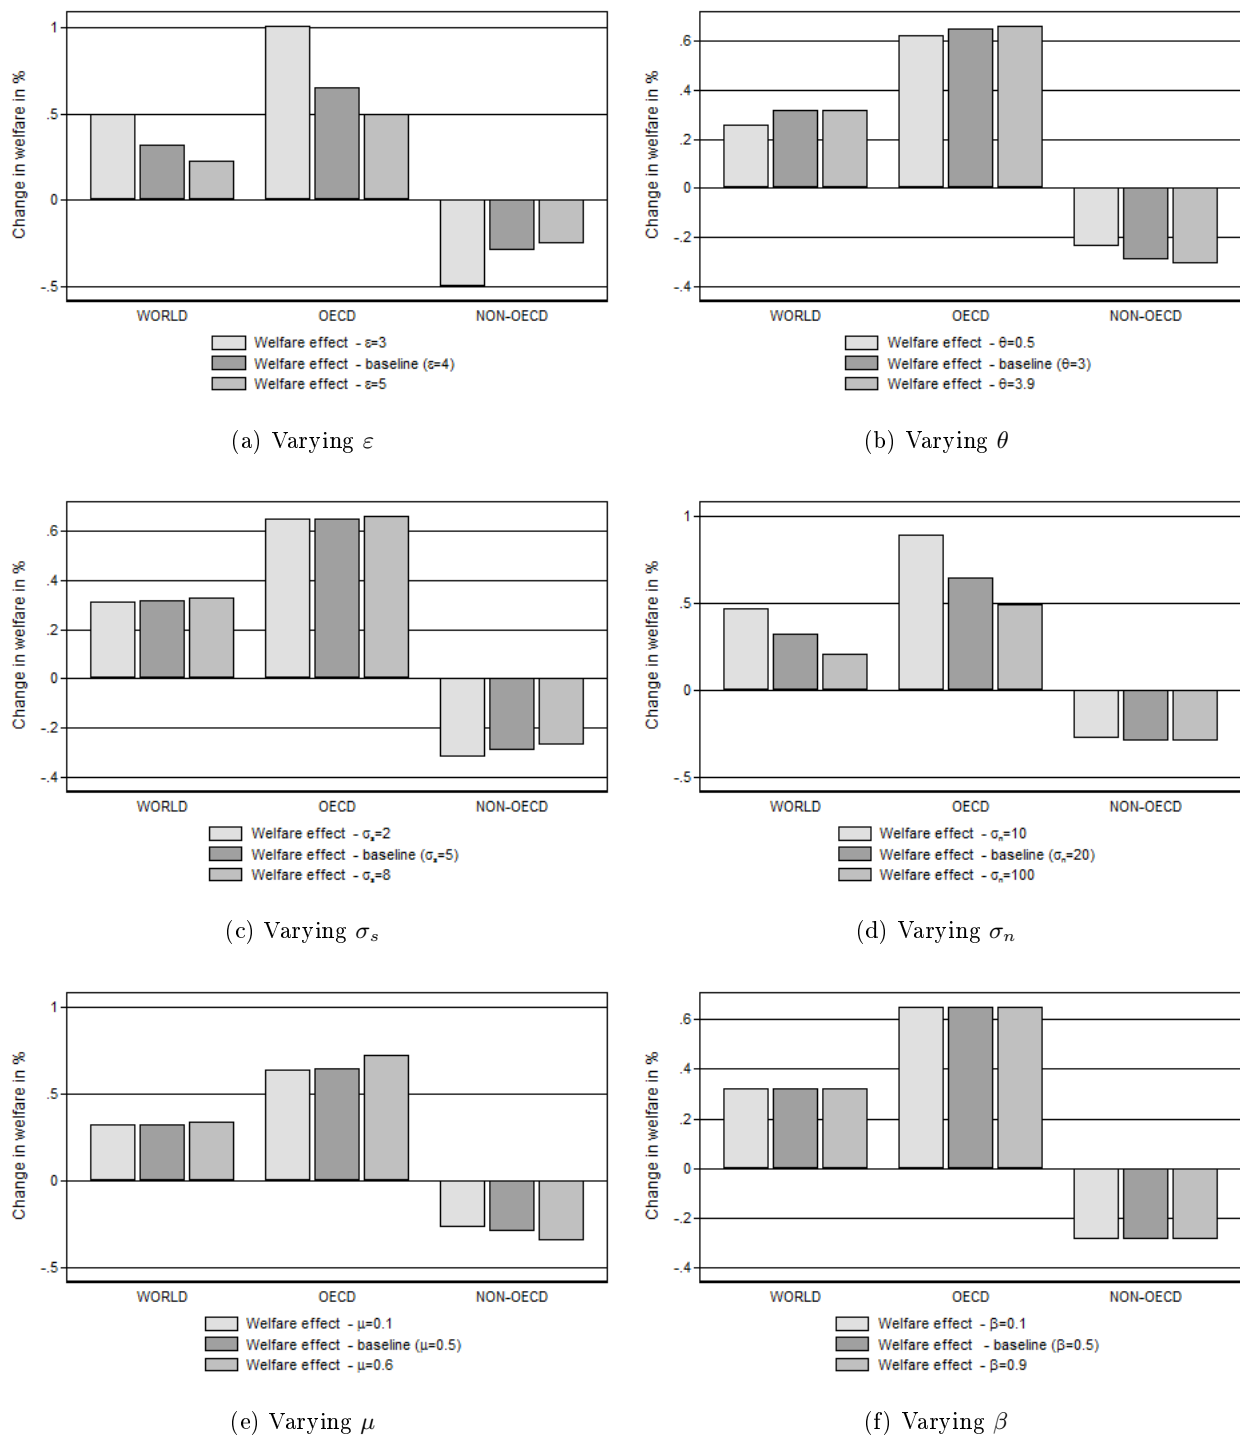 Change in welfare in %
1
.5
0
-.5
WORLD OECD NON-OECD
Welfare effect - ε=3
Welfare effect - baseline (ε=4)
Welfare effect - ε=5
(a) Varying ε
Change in welfare in %
.6
.4
.2
0
-.2
-.4
WORLD OECD NON-OECD
Welfare effect - θ=0.5
Welfare effect - baseline (θ=3)
Welfare effect - θ=3.9
(b) Varying θ
Change in welfare in %
.6
.4
.2
0
-.2
-.4
WORLD OECD NON-OECD
Welfare effect - σₛ=2
Welfare effect - baseline (σₛ=5)
Welfare effect - σₛ=8
(c) Varying σₛ
Change in welfare in %
1
.5
0
-.5
WORLD OECD NON-OECD
Welfare effect - σₙ=10
Welfare effect - baseline (σₙ=20)
Welfare effect - σₙ=100
(d) Varying σₙ
Change in welfare in %
1
.5
0
-.5
WORLD OECD NON-OECD
Welfare effect - μ=0.1
Welfare effect - baseline (μ=0.5)
Welfare effect - μ=0.6
(e) Varying μ
Change in welfare in %
.6
.4
.2
0
-.2
-.4
WORLD OECD NON-OECD
Welfare effect - β=0.1
Welfare effect - baseline (β=0.5)
Welfare effect - β=0.9
(f) Varying β